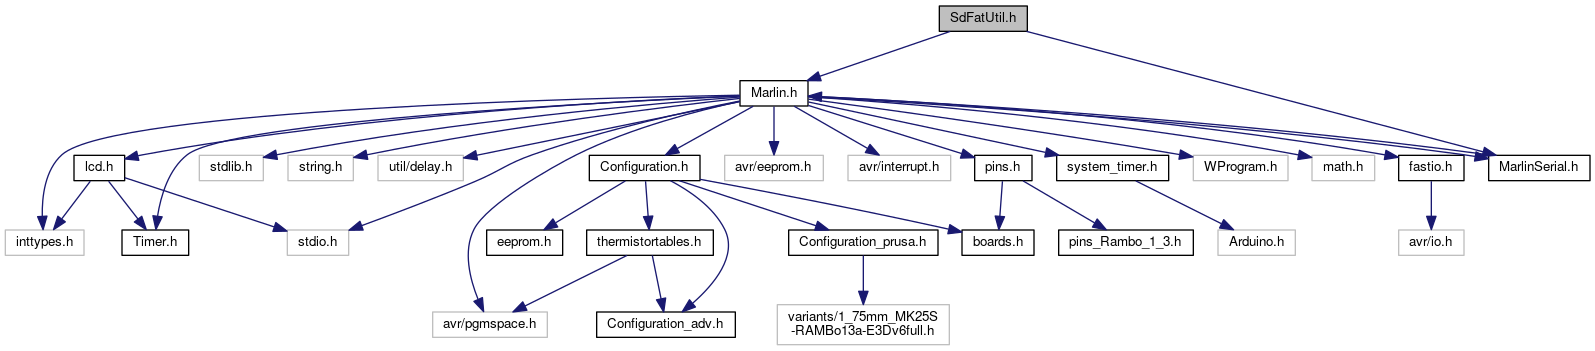 SdFatUtil.h
Marlin.h
lcd.h
stdlib.h
string.h
util/delay.h
Configuration.h
avr/eeprom.h
avr/interrupt.h
pins.h
system_timer.h
WProgram.h
math.h
fastio.h
MarlinSerial.h
inttypes.h
Timer.h
stdio.h
eeprom.h
thermistortables.h
Configuration_prusa.h
boards.h
pins_Rambo_1_3.h
Arduino.h
avr/io.h
avr/pgmspace.h
Configuration_adv.h
variants/1_75mm_MK25S
-RAMBo13a-E3Dv6full.h